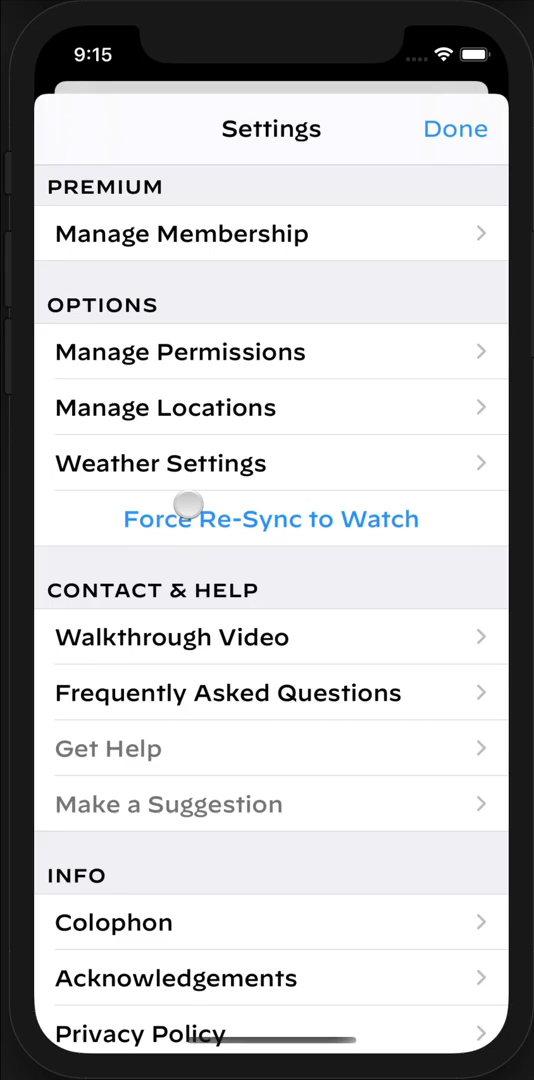 9:15
Settings
Done
PREMIUM
Manage Membership
OPTIONS
Manage Permissions
Manage Locations
Weather Settings
Force Re-Sync to Watch
CONTACT & HELP
Walkthrough Video
Frequently Asked Questions
Get Help
Make a Suggestion
INFO
Colophon
Acknowledgements
Privacy Policy